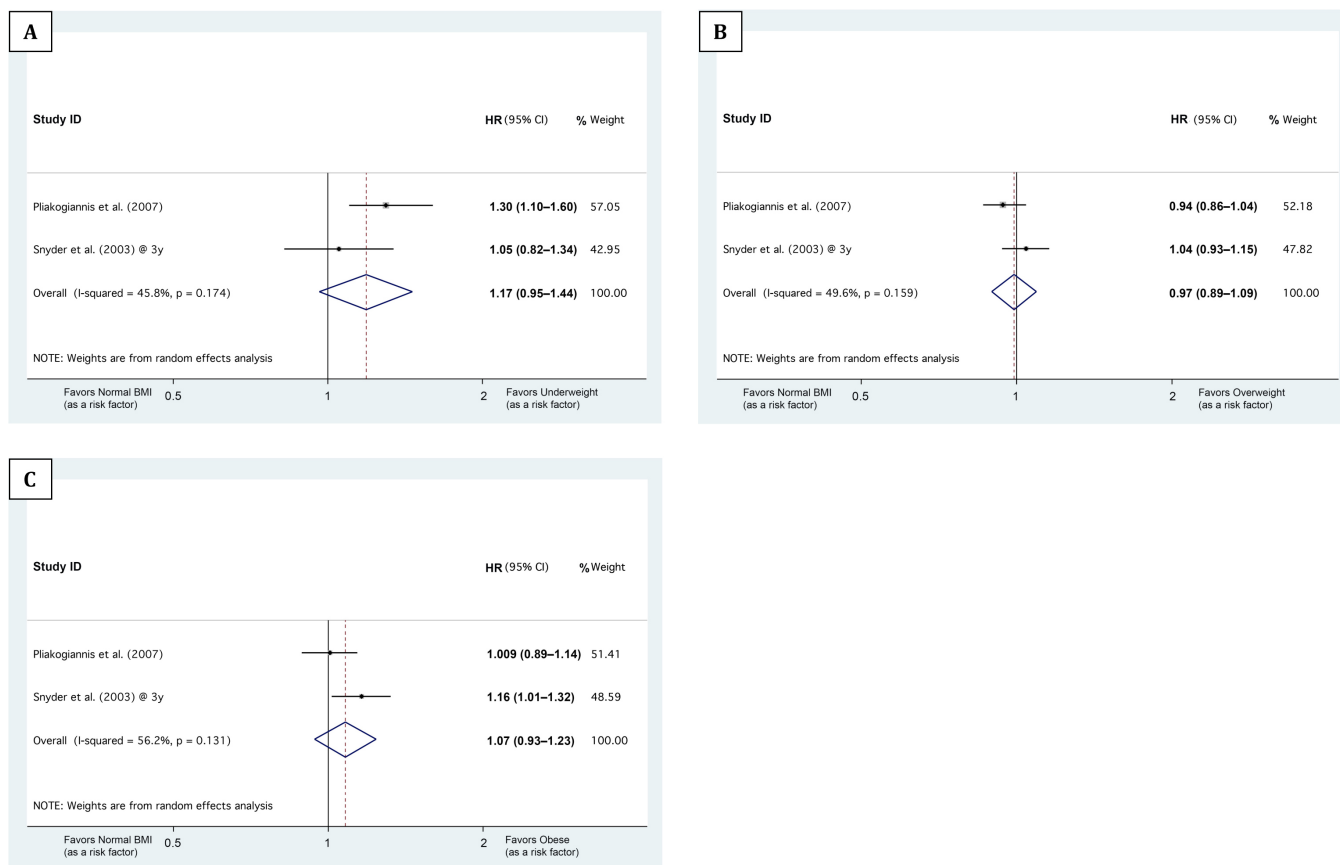 A
Study ID HR (95% CI) % Weight
Pliakogiannis et al. (2007) 1.30 (1.10–1.60) 57.05
Snyder et al. (2003) @ 3y 1.05 (0.82–1.34) 42.95
Overall (I-squared = 45.8%, p = 0.174) 1.17 (0.95–1.44) 100.00
NOTE: Weights are from random effects analysis
Favors Normal BMI 0.5 1 2 Favors Underweight
(as a risk factor) (as a risk factor)
B
Study ID HR (95% CI) % Weight
Pliakogiannis et al. (2007) 0.94 (0.86–1.04) 52.18
Snyder et al. (2003) @ 3y 1.04 (0.93–1.15) 47.82
Overall (I-squared = 49.6%, p = 0.159) 0.97 (0.89–1.09) 100.00
NOTE: Weights are from random effects analysis
Favors Normal BMI 0.5 1 2 Favors Overweight
(as a risk factor) (as a risk factor)
C
Study ID HR (95% CI) % Weight
Pliakogiannis et al. (2007) 1.009 (0.89–1.14) 51.41
Snyder et al. (2003) @ 3y 1.16 (1.01–1.32) 48.59
Overall (I-squared = 56.2%, p = 0.131) 1.07 (0.93–1.23) 100.00
NOTE: Weights are from random effects analysis
Favors Normal BMI 0.5 1 2 Favors Obese
(as a risk factor) (as a risk factor)